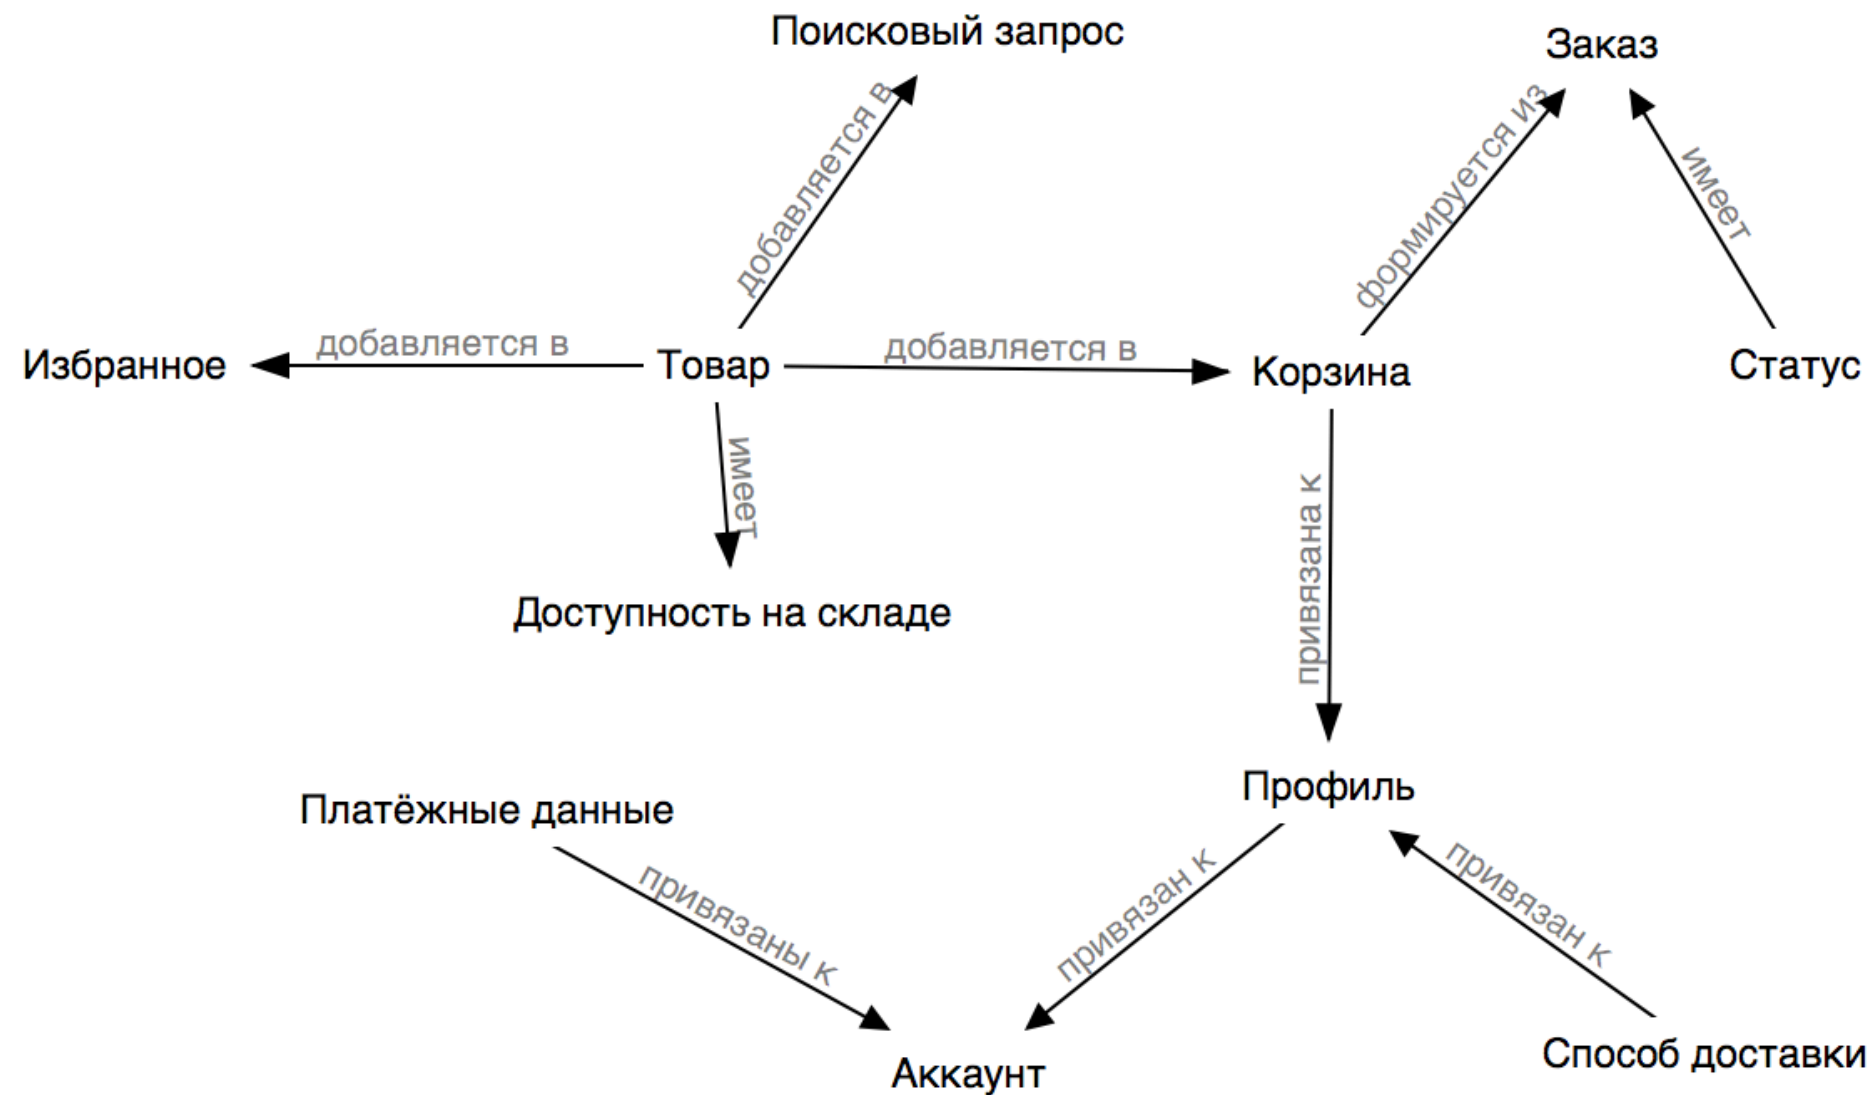 Поисковый запрос
Заказ
добавляется в
формируется из
имеет
Избранное
добавляется в
Товар
добавляется в
Корзина
Статус
имеет
привязана к
Доступность на складе
Платёжные данные
Профиль
привязаны к
привязан к
привязан к
Аккаунт
Способ доставки